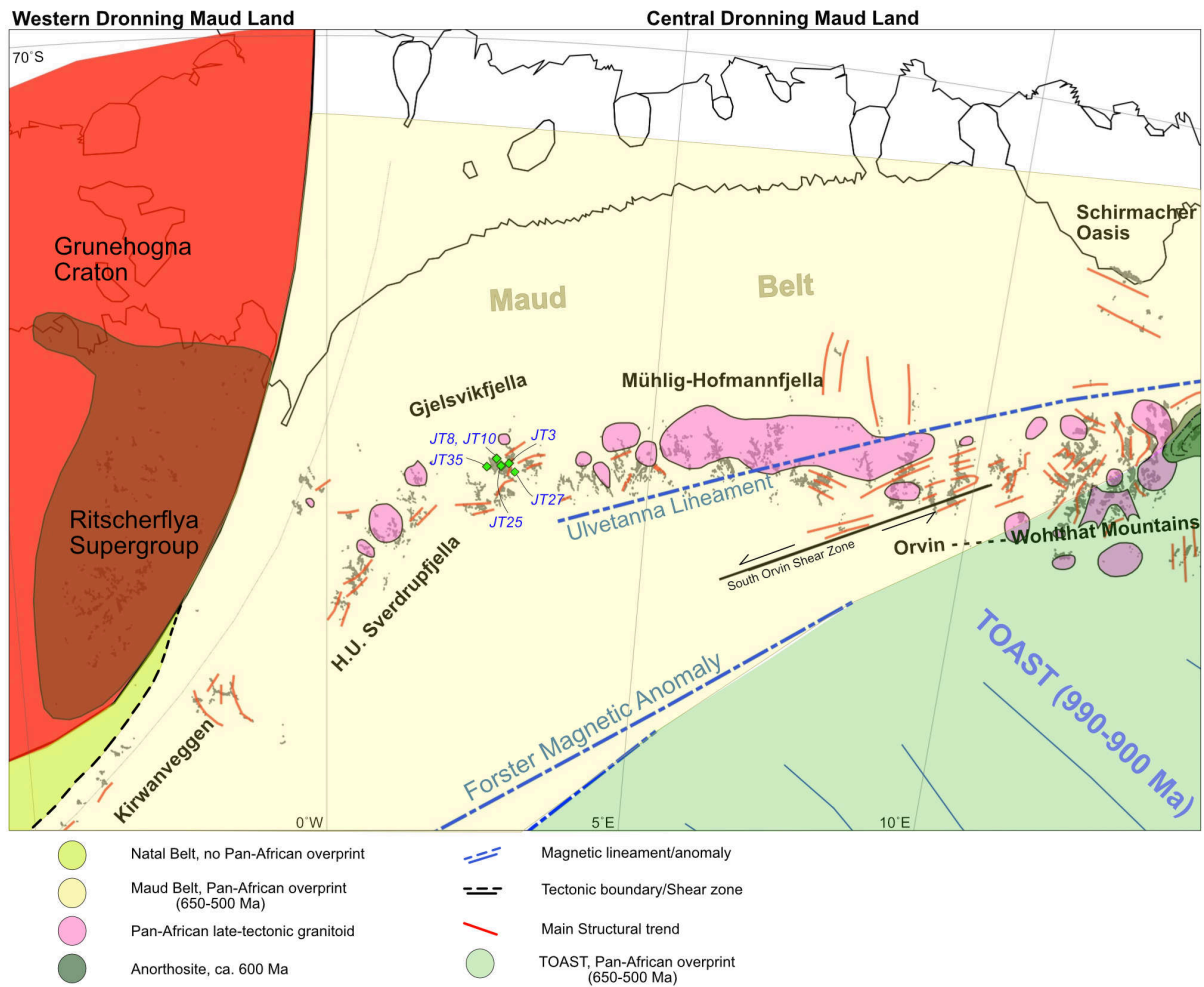 Western Dronning Maud Land
Central Dronning Maud Land
70°S
Schirmacher
Oasis
Grunehogna
Craton
Maud
Belt
Mühlig-Hofmannfjella
Gjelsvikfjella
JT8, JT10
JT3
JT35
JT27
JT25
Ulvetanna Lineament
Ritscherflya
Supergroup
Orvin
Wohlthat Mountains
South Orvin Shear Zone
H.U. Sverdrupfjella
TOAST (990-900 Ma)
Forster Magnetic Anomaly
Kirwanveggen
0°W
5°E
10°E
Natal Belt, no Pan-African overprint
Maud Belt, Pan-African overprint
(650-500 Ma)
Pan-African late-tectonic granitoid
Anorthosite, ca. 600 Ma
Magnetic lineament/anomaly
Tectonic boundary/Shear zone
Main Structural trend
TOAST, Pan-African overprint
(650-500 Ma)